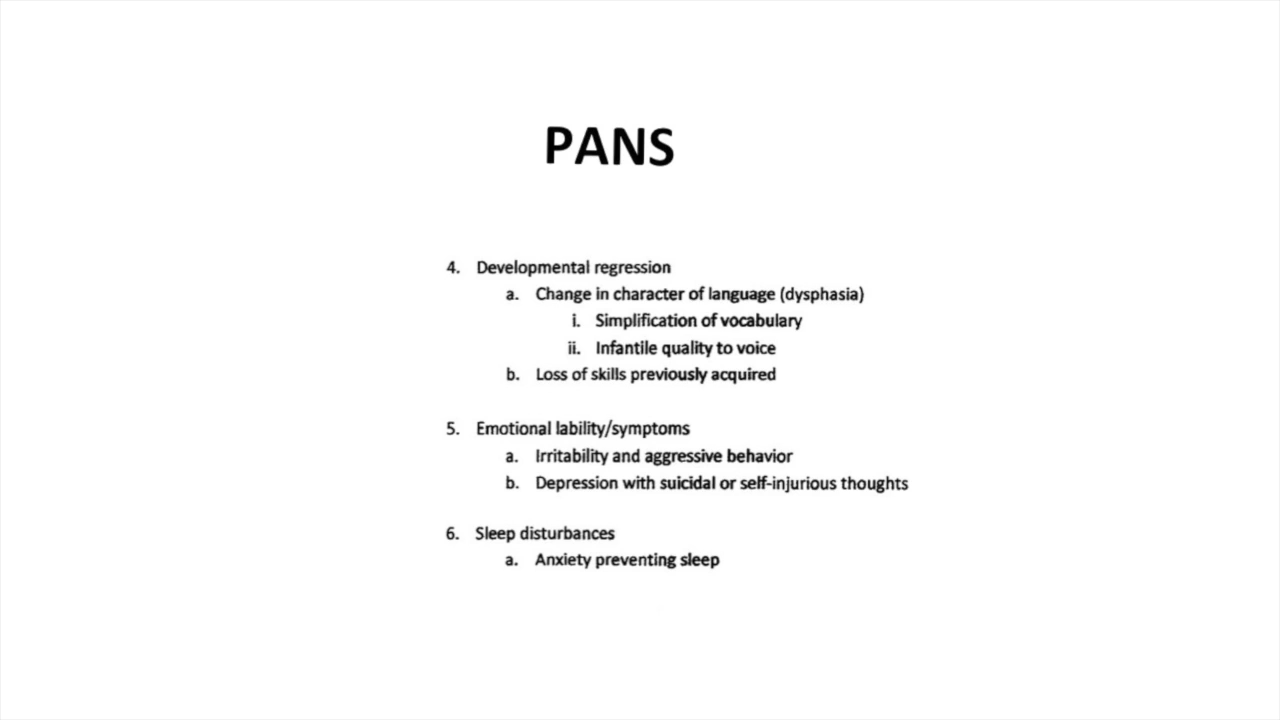 PANS
4. Developmental regression
a. Change in character of language (dysphasia)
i. Simplification of vocabulary
ii. Infantile quality to voice
b. Loss of skills previously acquired
5. Emotional lability/symptoms
a. Irritability and aggressive behavior
b. Depression with suicidal or self-injurious thoughts
6. Sleep disturbances
a. Anxiety preventing sleep